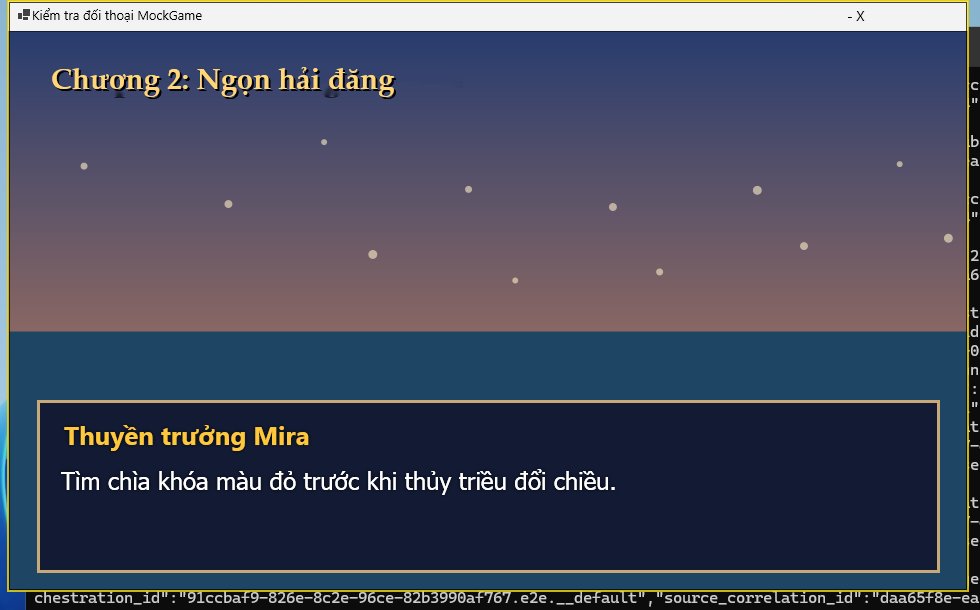 Kiểm tra đối thoại MockGame
- X
Chương 2: Ngọn hải đăng
Thuyền trưởng Mira
Tìm chìa khóa màu đỏ trước khi thủy triều đổi chiều.
chestration_id":"91ccbaf9-826e-8c2e-96ce-82b3990af767.e2e.__default","source_correlation_id":"daa65f8e-ee